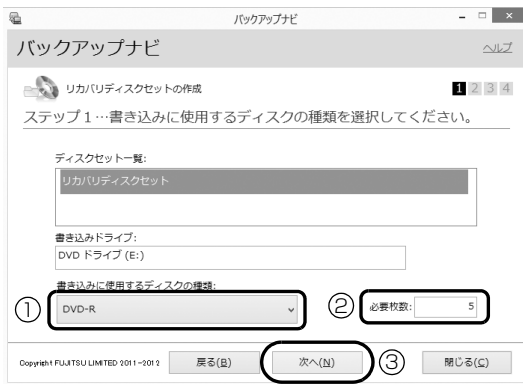 バックアップナビ
バックアップナビ
ヘルプ
リカバリディスクセットの作成
1 2 3 4
ステップ1…書き込みに使用するディスクの種類を選択してください。
ディスクセット一覧:
リカバリディスクセット
書き込みドライブ:
DVD ドライブ (E:)
書き込みに使用するディスクの種類:
① DVD-R
② 必要枚数: 5
Copyright FUJITSU LIMITED 2011-2012
戻る(B)
次へ(N)
③
閉じる(C)